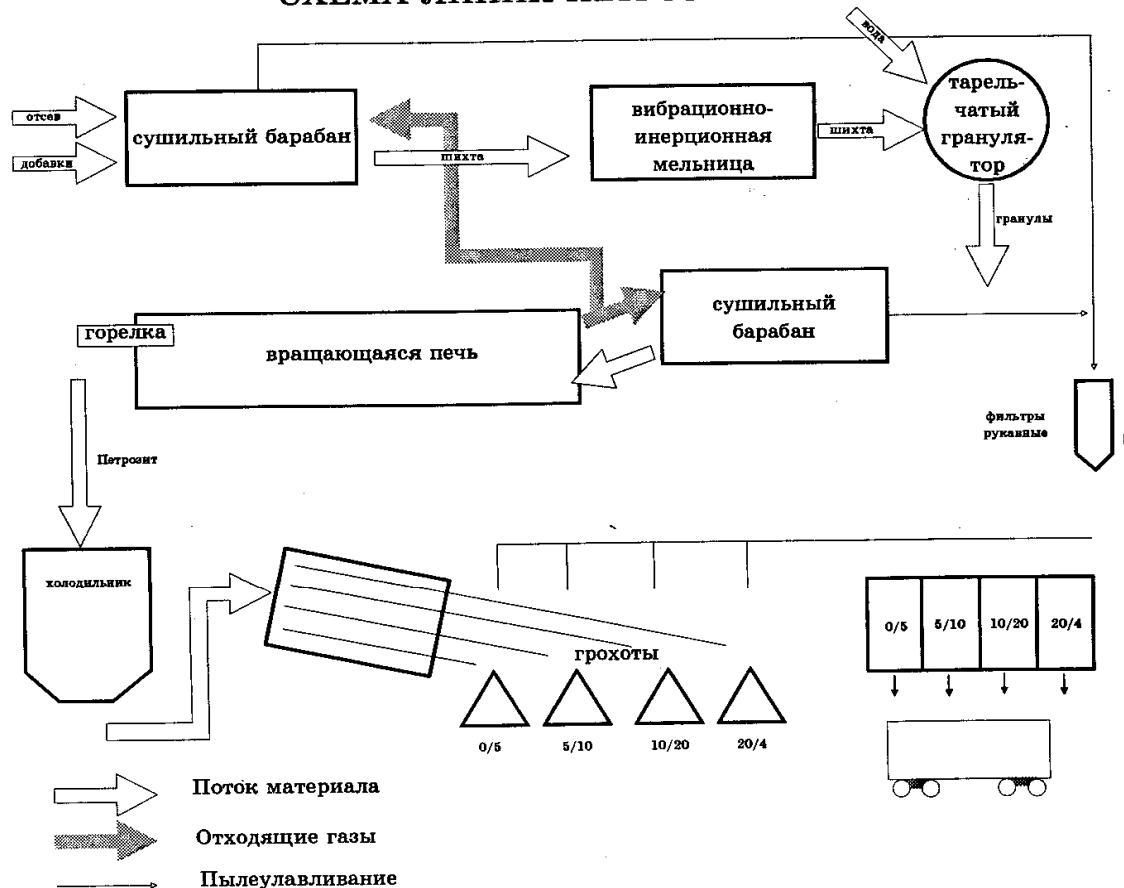 вода
отсев
добавки
сушильный барабан
шихта
вибрационно-
инерционная
мельница
шихта
тарель-
чатый
грануля-
тор
гранулы
сушильный
барабан
горелка
вращающаяся печь
фильтры
рукавные
Петрозит
холодильник
грохоты
0/5
5/10
10/20
20/4
0/5
5/10
10/20
20/4
Поток материала
Отходящие газы
Пылеулавливание